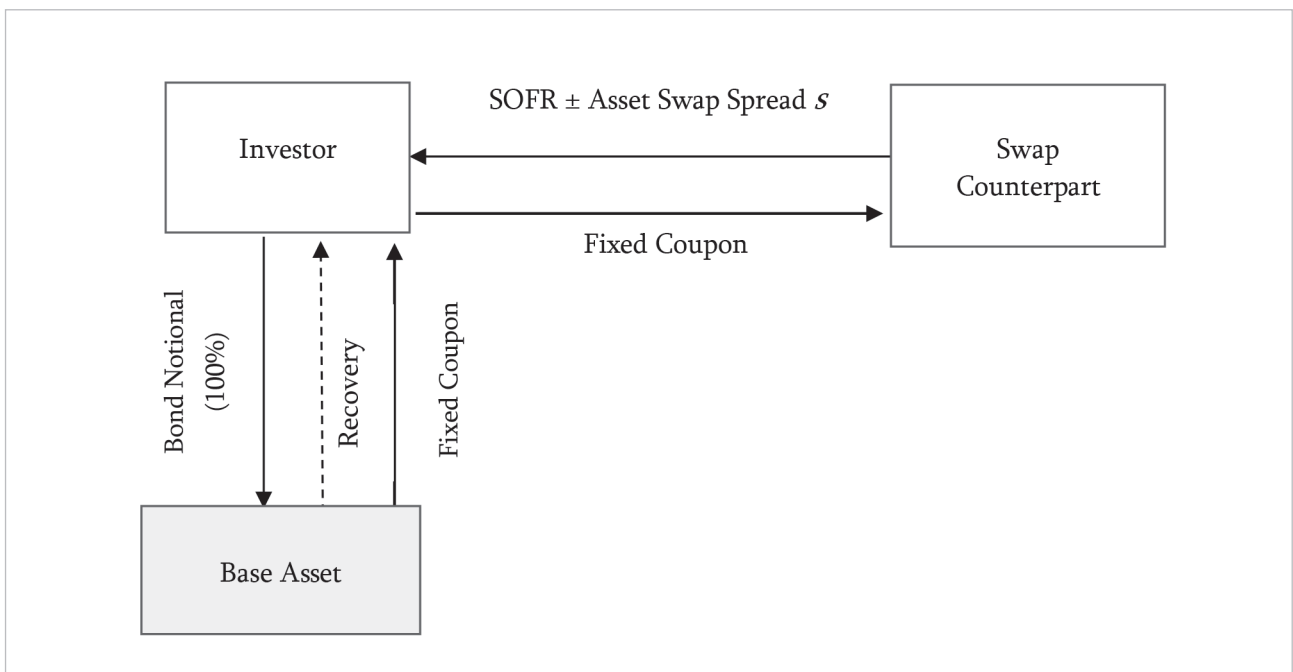 SOFR ± Asset Swap Spread s
Investor
Swap
Counterpart
Fixed Coupon
Bond Notional
(100%)
Recovery
Fixed Coupon
Base Asset